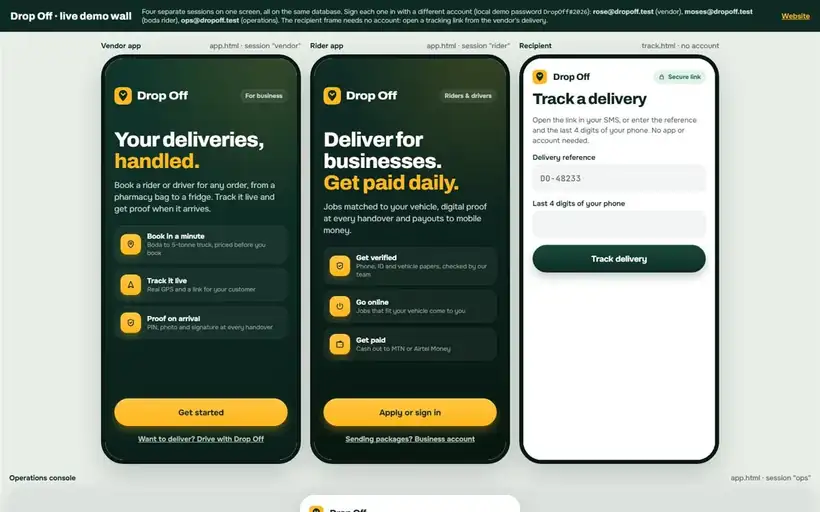 Drop Off · live demo wall
Four separate sessions on one screen, all on the same database. Sign each one in with a different account (local demo password DropOff#2026): rose@dropoff.test (vendor), moses@dropoff.test
(boda rider), ops@dropoff.test (operations). The recipient frame needs no account: open a tracking link from the vendor's delivery.
Website
Vendor app
app.html · session "vendor"
Drop Off
For business
Your deliveries,
handled.
Book a rider or driver for any order, from a
pharmacy bag to a fridge. Track it live and
get proof when it arrives.
Book in a minute
Boda to 5-tonne truck, priced before you
book
Track it live
Real GPS and a link for your customer
Proof on arrival
PIN, photo and signature at every handover
Get started
Want to deliver? Drive with Drop Off
Rider app
app.html · session "rider"
Drop Off
Riders & drivers
Deliver for
businesses.
Get paid daily.
Jobs matched to your vehicle, digital proof
at every handover and payouts to mobile
money.
Get verified
Phone, ID and vehicle papers, checked by our
team
Go online
Jobs that fit your vehicle come to you
Get paid
Cash out to MTN or Airtel Money
Apply or sign in
Sending packages? Business account
Recipient
track.html · no account
Drop Off
Secure link
Track a delivery
Open the link in your SMS, or enter the reference
and the last 4 digits of your phone. No app or
account needed.
Delivery reference
DO-48233
Last 4 digits of your phone
Track delivery
Operations console
app.html · session "ops"
Drop Off